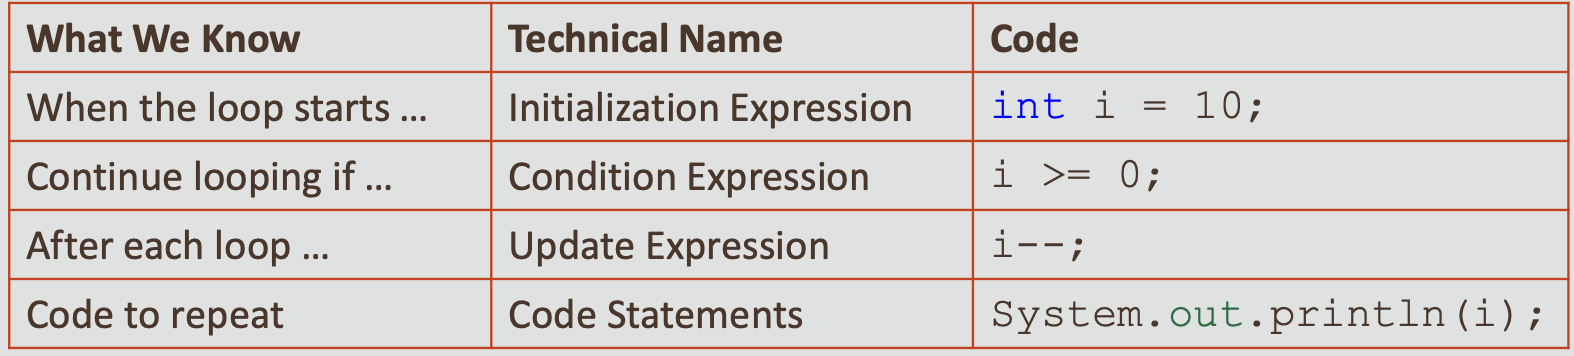 What We Know Technical Name Code
When the loop starts ... Initialization Expression int i = 10;
Continue looping if ... Condition Expression i >= 0;
After each loop ... Update Expression i--;
Code to repeat Code Statements System.out.println(i);